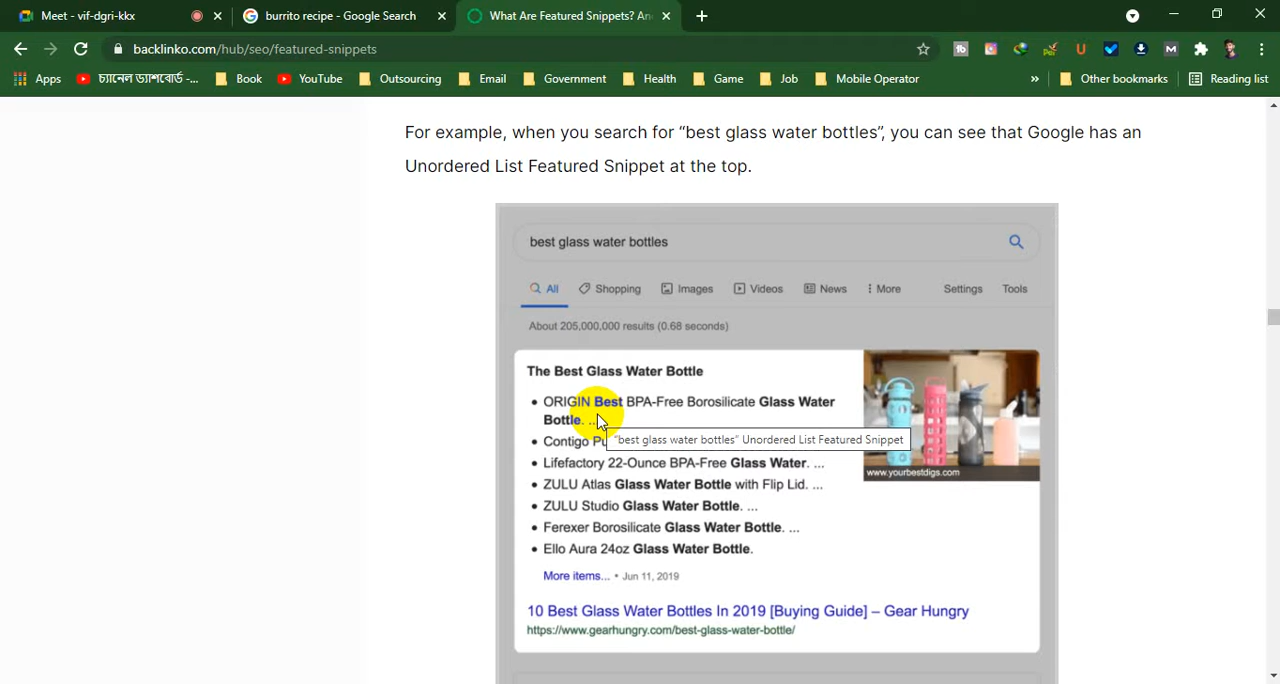 Meet - vif-dgri-kkx
burrito recipe - Google Search
What Are Featured Snippets? An
backlinko.com/hub/seo/featured-snippets
Apps
চ্যানেল ড্যাশবোর্ড -...
Book
YouTube
Outsourcing
Email
Government
Health
Game
Job
Mobile Operator
»
Other bookmarks
Reading list
For example, when you search for “best glass water bottles”, you can see that Google has an
Unordered List Featured Snippet at the top.
best glass water bottles
All
Shopping
Images
Videos
News
More
Settings
Tools
About 205,000,000 results (0.68 seconds)
The Best Glass Water Bottle
• ORIGIN Best BPA-Free Borosilicate Glass Water
Bottle. ...
• Contigo Pu
"best glass water bottles" Unordered List Featured Snippet
• Lifefactory 22-Ounce BPA-Free Glass Water. ...
• ZULU Atlas Glass Water Bottle with Flip Lid. ...
• ZULU Studio Glass Water Bottle. ...
• Ferexer Borosilicate Glass Water Bottle. ...
• Ello Aura 24oz Glass Water Bottle.
www.yourbestdigs.com
More items... • Jun 11, 2019
10 Best Glass Water Bottles In 2019 [Buying Guide] – Gear Hungry
https://www.gearhungry.com/best-glass-water-bottle/